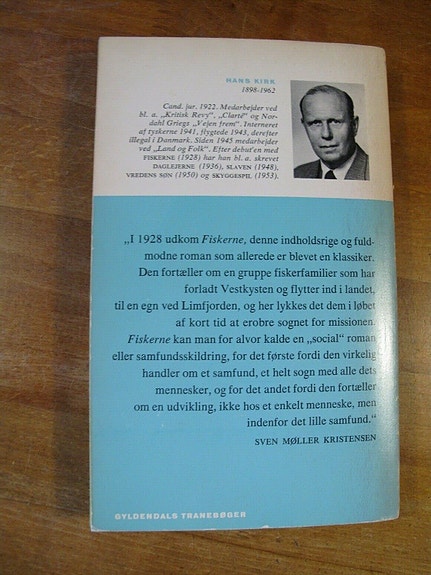 HANS KIRK
1898-1962
Cand. jur. 1922. Medarbejder ved
bl. a. „Kritisk Revy“, „Clarté“ og Nor-
dahl Griegs „Vejen frem“. Interneret
af tyskerne 1941, flygtede 1943, derefter
illegal i Danmark. Siden 1945 medarbejder
ved „Land og Folk“. Efter debut'en med
FISKERNE (1928) har han bl. a. skrevet
DAGLEJERNE (1936), SLAVEN (1948),
VREDENS SØN (1950) og SKYGGESPIL (1953).
„I 1928 udkom Fiskerne, denne indholdsrige og fuld-
modne roman som allerede er blevet en klassiker.
Den fortæller om en gruppe fiskerfamilier som har
forladt Vestkysten og flytter ind i landet,
til en egn ved Limfjorden, og her lykkes det dem i løbet
af kort tid at erobre sognet for missionen.
Fiskerne kan man for alvor kalde en „social“ roman
eller samfundsskildring, for det første fordi den virkelig
handler om et samfund, et helt sogn med alle dets
mennesker, og for det andet fordi den fortæller
om en udvikling, ikke hos et enkelt menneske, men
indenfor det lille samfund.“
SVEN MØLLER KRISTENSEN
GYLDENDALS TRANEBØGER